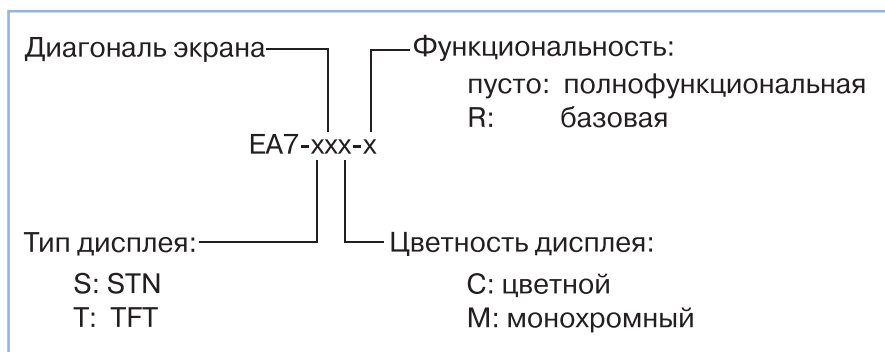 Диагональ экрана
Функциональность:
пусто: полнофункциональная
R: базовая
EA7-xxx-x
Тип дисплея:
S: STN
T: TFT
Цветность дисплея:
C: цветной
M: монохромный